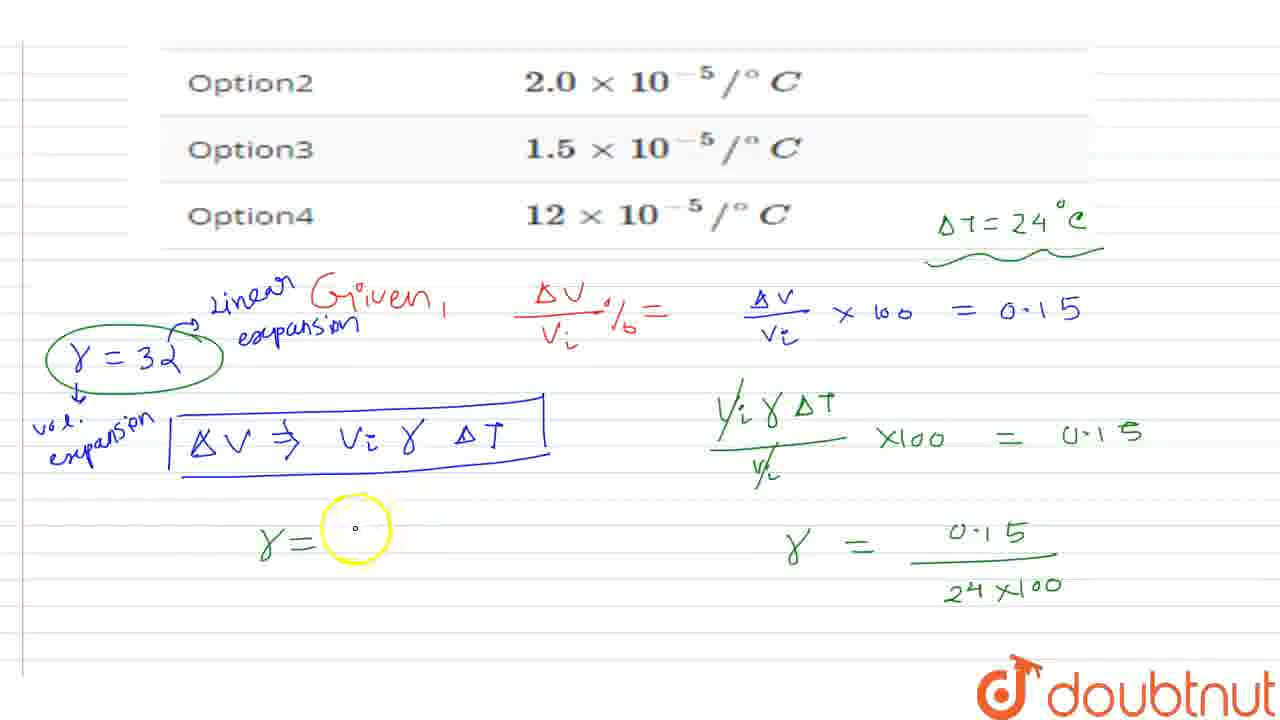 Option2 2.0 × 10⁻⁵/° C
Option3 1.5 × 10⁻⁵/° C
Option4 12 × 10⁻⁵/° C
ΔT = 24°C
Linear expansion
Given, ΔV/Vi % = ΔV/Vi × 100 = 0.15
γ = 3α
vol. expansion
ΔV ⇒ Vi γ ΔT
Vi γ ΔT/Vi ×100 = 0.15
γ =
γ = 0.15/24×100
doubtnut